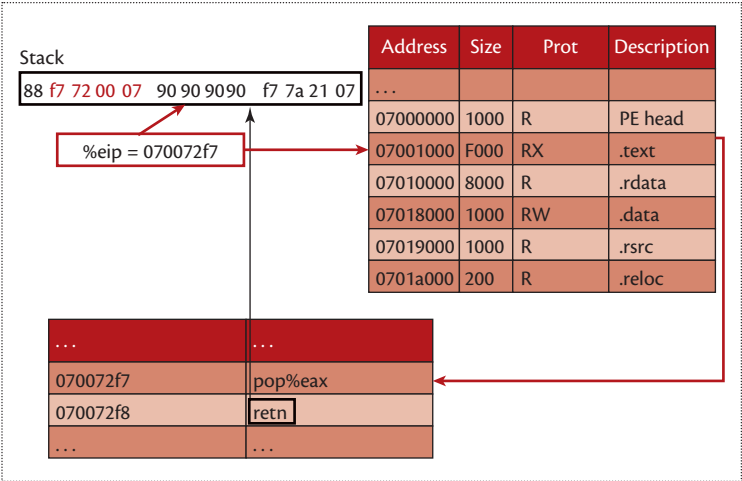 Stack
88 f7 72 00 07 90 90 9090 f7 7a 21 07
%eip = 070072f7
Address Size Prot Description
...
07000000 1000 R PE head
07001000 F000 RX .text
07010000 8000 R .rdata
07018000 1000 RW .data
07019000 1000 R .rsrc
0701a000 200 R .reloc
... ...
070072f7 pop%eax
070072f8 retn
... ...